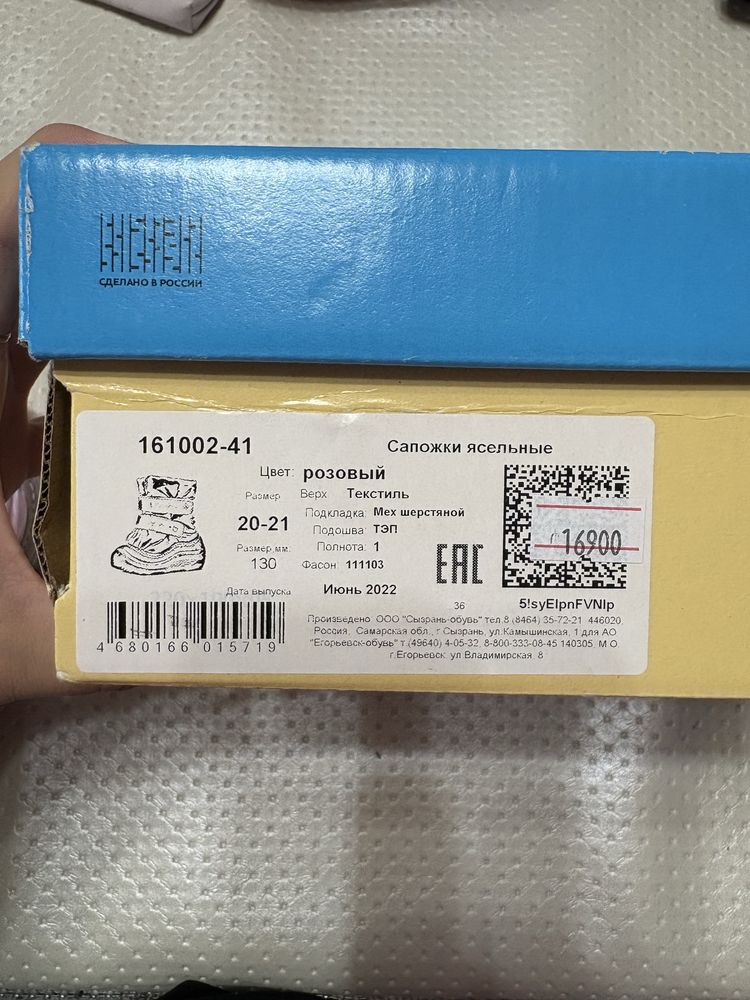 СДЕЛАНО В РОССИИ
161002-41 Сапожки ясельные
Цвет: розовый
Размер Верх Текстиль
20-21 Подкладка: Мех шерстяной
Подошва: ТЭП
Размер,мм: Полнота: 1
130 Фасон: 111103
EAC
16900
Дата выпуска Июнь 2022
36 5!syEIpnFVNIp
Произведено ООО "Сызрань-обувь" тел.8 (8464) 35-72-21 446020,
Россия, Самарская обл., г Сызрань, ул.Камышинская, 1 для АО
"Егорьевск-обувь" т.(49640) 4-05-32, 8-800-333-08-45 140305, М.О.
г.Егорьевск ул Владимирская, 8
4 680166 015719